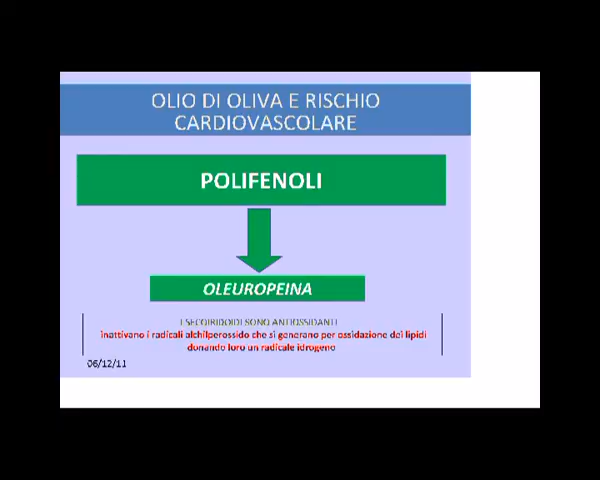 OLIO DI OLIVA E RISCHIO
CARDIOVASCOLARE
POLIFENOLI
OLEUROPEINA
I SECOIRIDOIDI SONO ANTIOSSIDANTI
inattivano i radicali alchilperossido che si generano per ossidazione dei lipidi
donando loro un radicale idrogeno
06/12/11